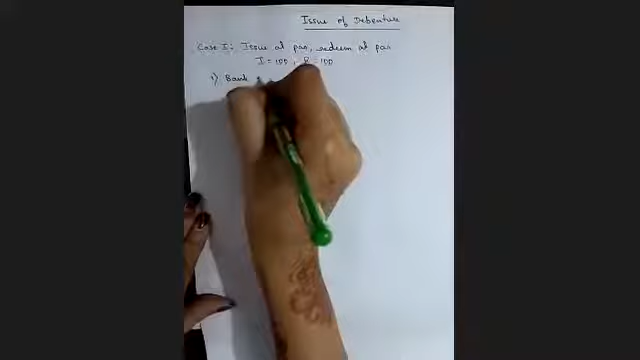 Issue of Debenture
Case I: Issue at par, redeem at par
I = 100, R = 100
1) Bank